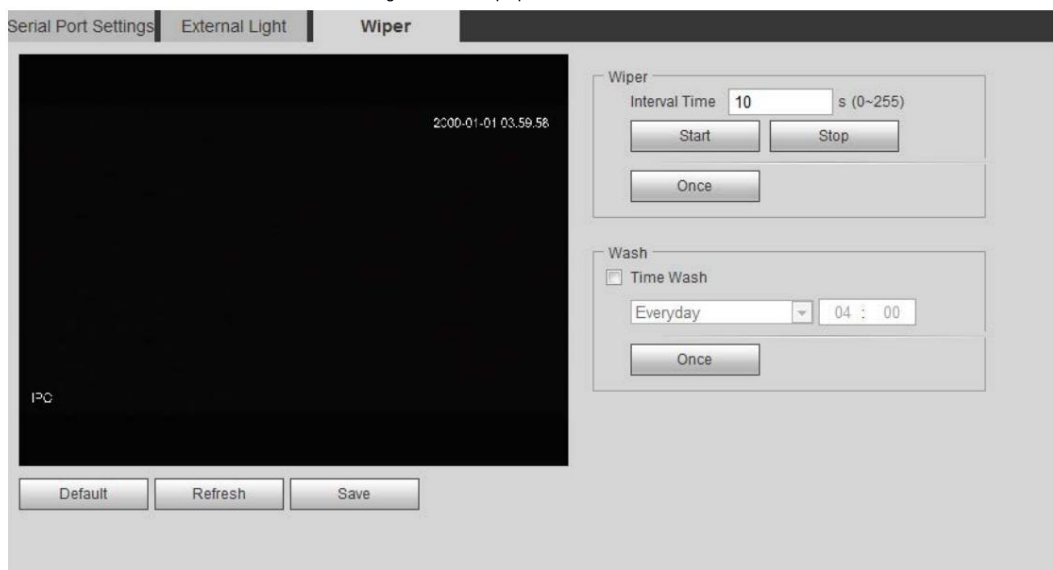 Serial Port Settings External Light Wiper
2000-01-01 03.59.58
IPC
Default Refresh Save
Wiper
Interval Time 10 s (0~255)
Start Stop
Once
Wash
Time Wash
Everyday 04 : 00
Once